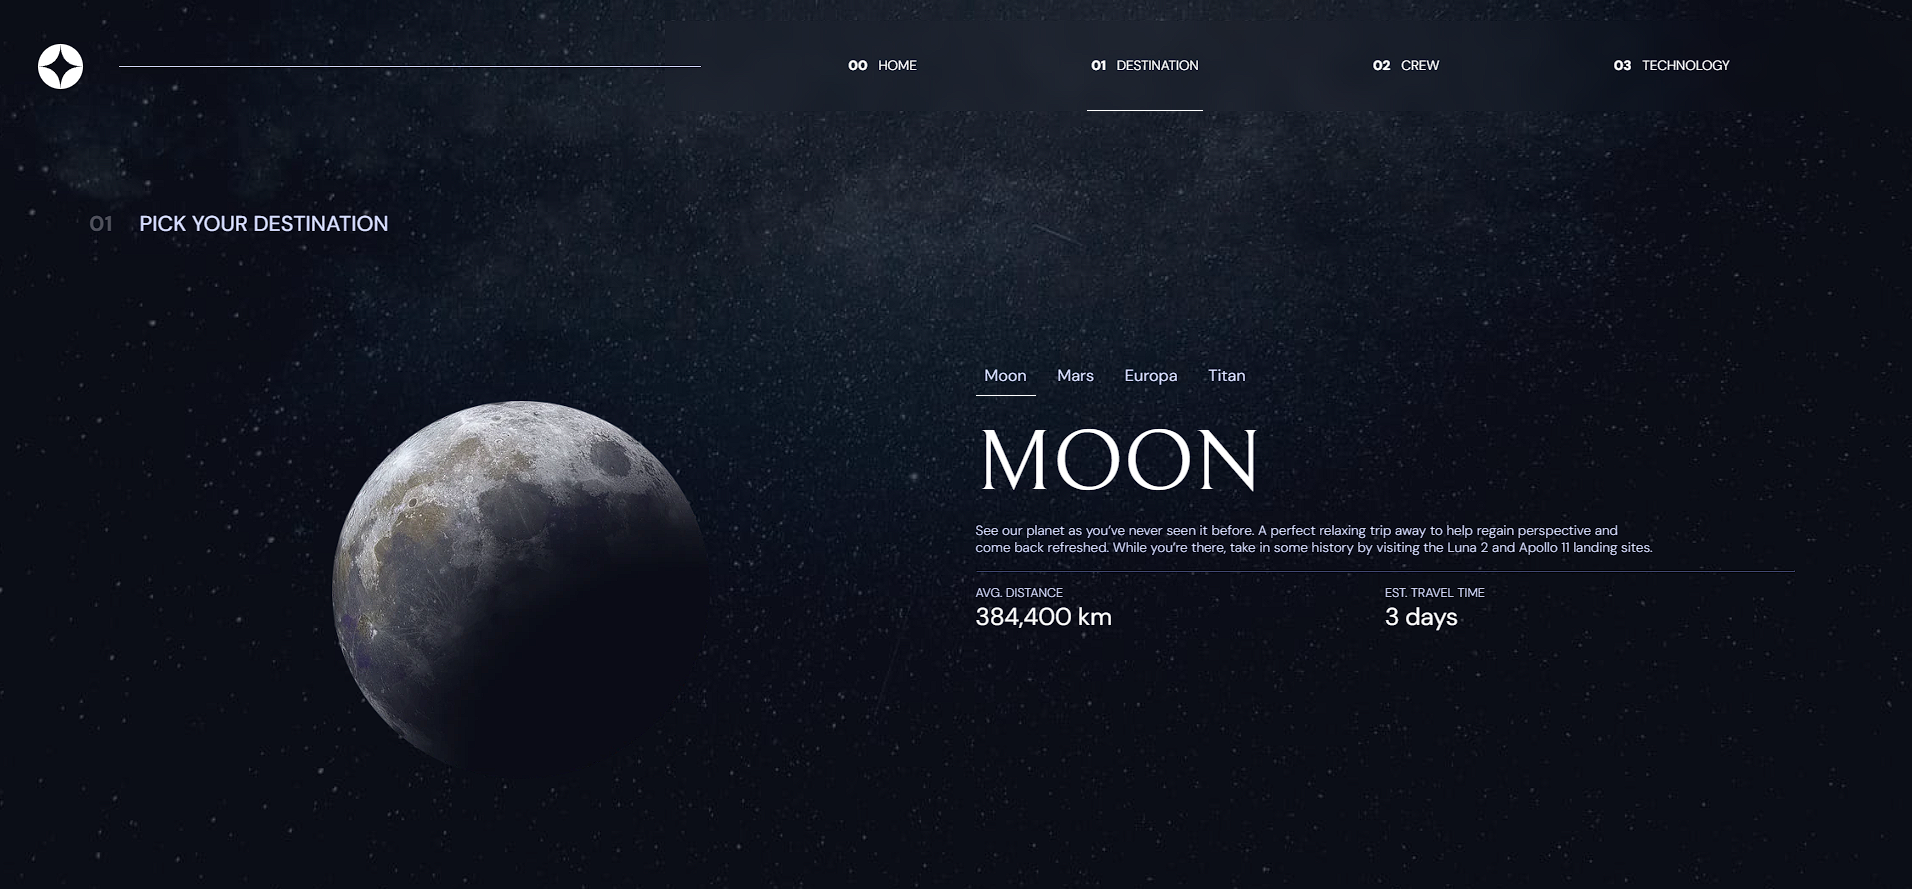 00 HOME 01 DESTINATION 02 CREW 03 TECHNOLOGY
01 PICK YOUR DESTINATION
Moon Mars Europa Titan
MOON
See our planet as you’ve never seen it before. A perfect relaxing trip away to help regain perspective and
come back refreshed. While you’re there, take in some history by visiting the Luna 2 and Apollo 11 landing sites.
AVG. DISTANCE
384,400 km
EST. TRAVEL TIME
3 days